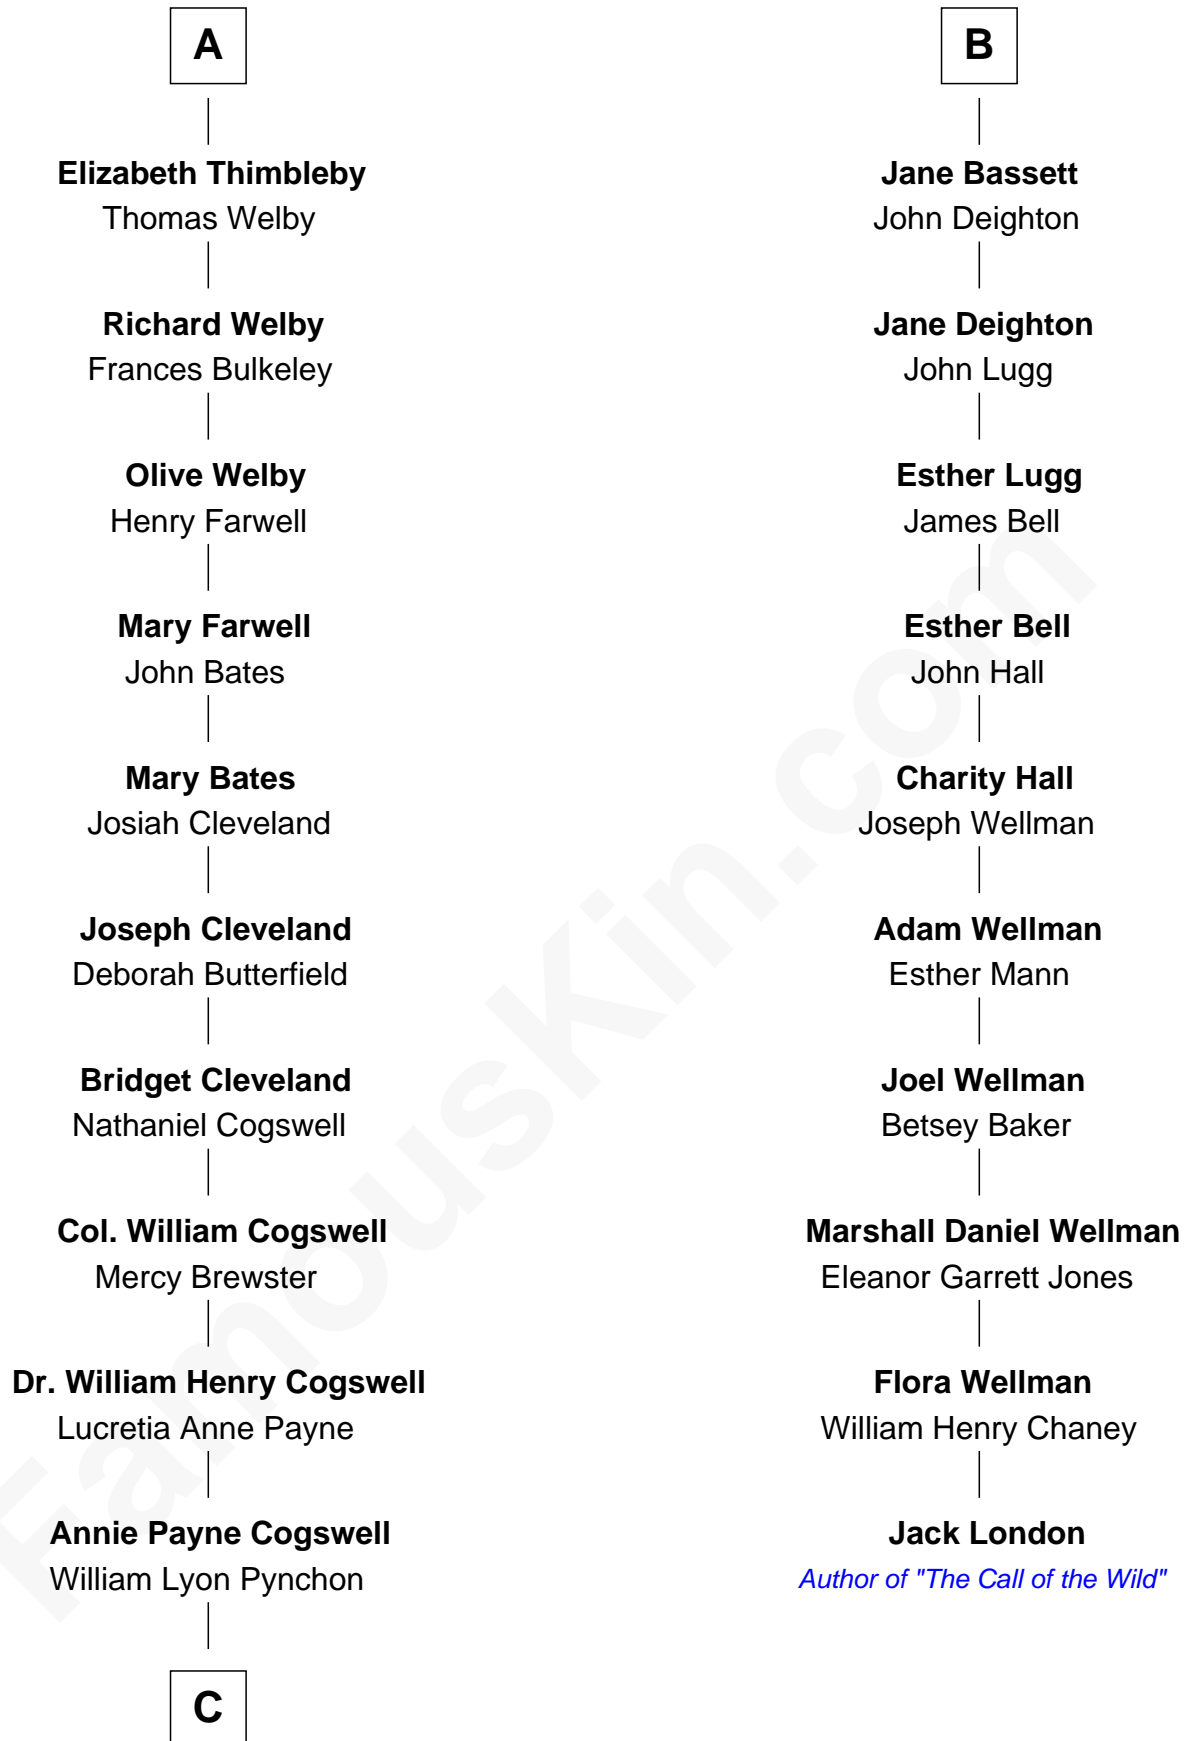 A
Elizabeth Thimbleby
Thomas Welby
Richard Welby
Frances Bulkeley
Olive Welby
Henry Farwell
Mary Farwell
John Bates
Mary Bates
Josiah Cleveland
Joseph Cleveland
Deborah Butterfield
Bridget Cleveland
Nathaniel Cogswell
Col. William Cogswell
Mercy Brewster
Dr. William Henry Cogswell
Lucretia Anne Payne
Annie Payne Cogswell
William Lyon Pynchon
C
B
Jane Bassett
John Deighton
Jane Deighton
John Lugg
Esther Lugg
James Bell
Esther Bell
John Hall
Charity Hall
Joseph Wellman
Adam Wellman
Esther Mann
Joel Wellman
Betsey Baker
Marshall Daniel Wellman
Eleanor Garrett Jones
Flora Wellman
William Henry Chaney
Jack London
Author of "The Call of the Wild"
FamousKin.com